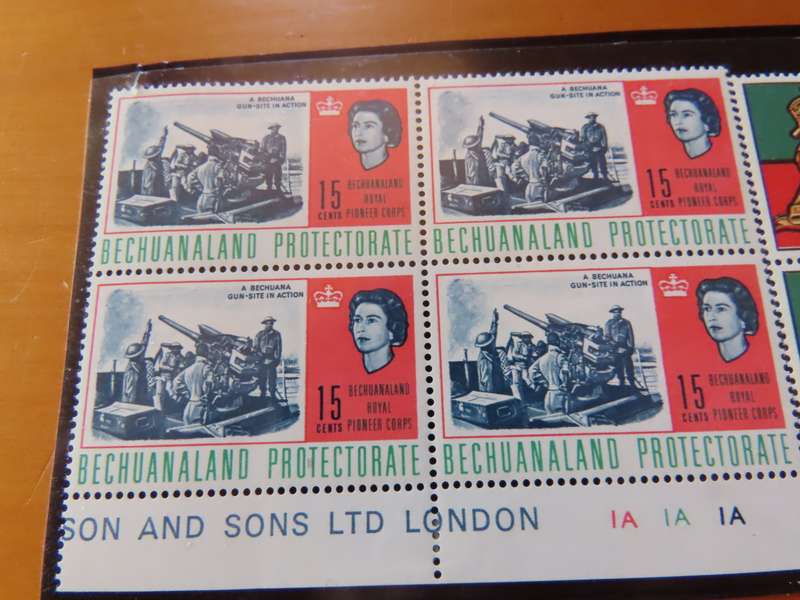 A BECHUANA
GUN-SITE IN ACTION
15
CENTS
BECHUANALAND
ROYAL
PIONEER CORPS
BECHUANALAND PROTECTORATE
A BECHUANA
GUN-SITE IN ACTION
15
CENTS
BECHUANALAND
ROYAL
PIONEER CORPS
BECHUANALAND PROTECTORATE
A BECHUANA
GUN-SITE IN ACTION
15
CENTS
BECHUANALAND
ROYAL
PIONEER CORPS
BECHUANALAND PROTECTORATE
A BECHUANA
GUN-SITE IN ACTION
15
CENTS
BECHUANALAND
ROYAL
PIONEER CORPS
BECHUANALAND PROTECTORATE
SON AND SONS LTD LONDON 1A 1A 1A